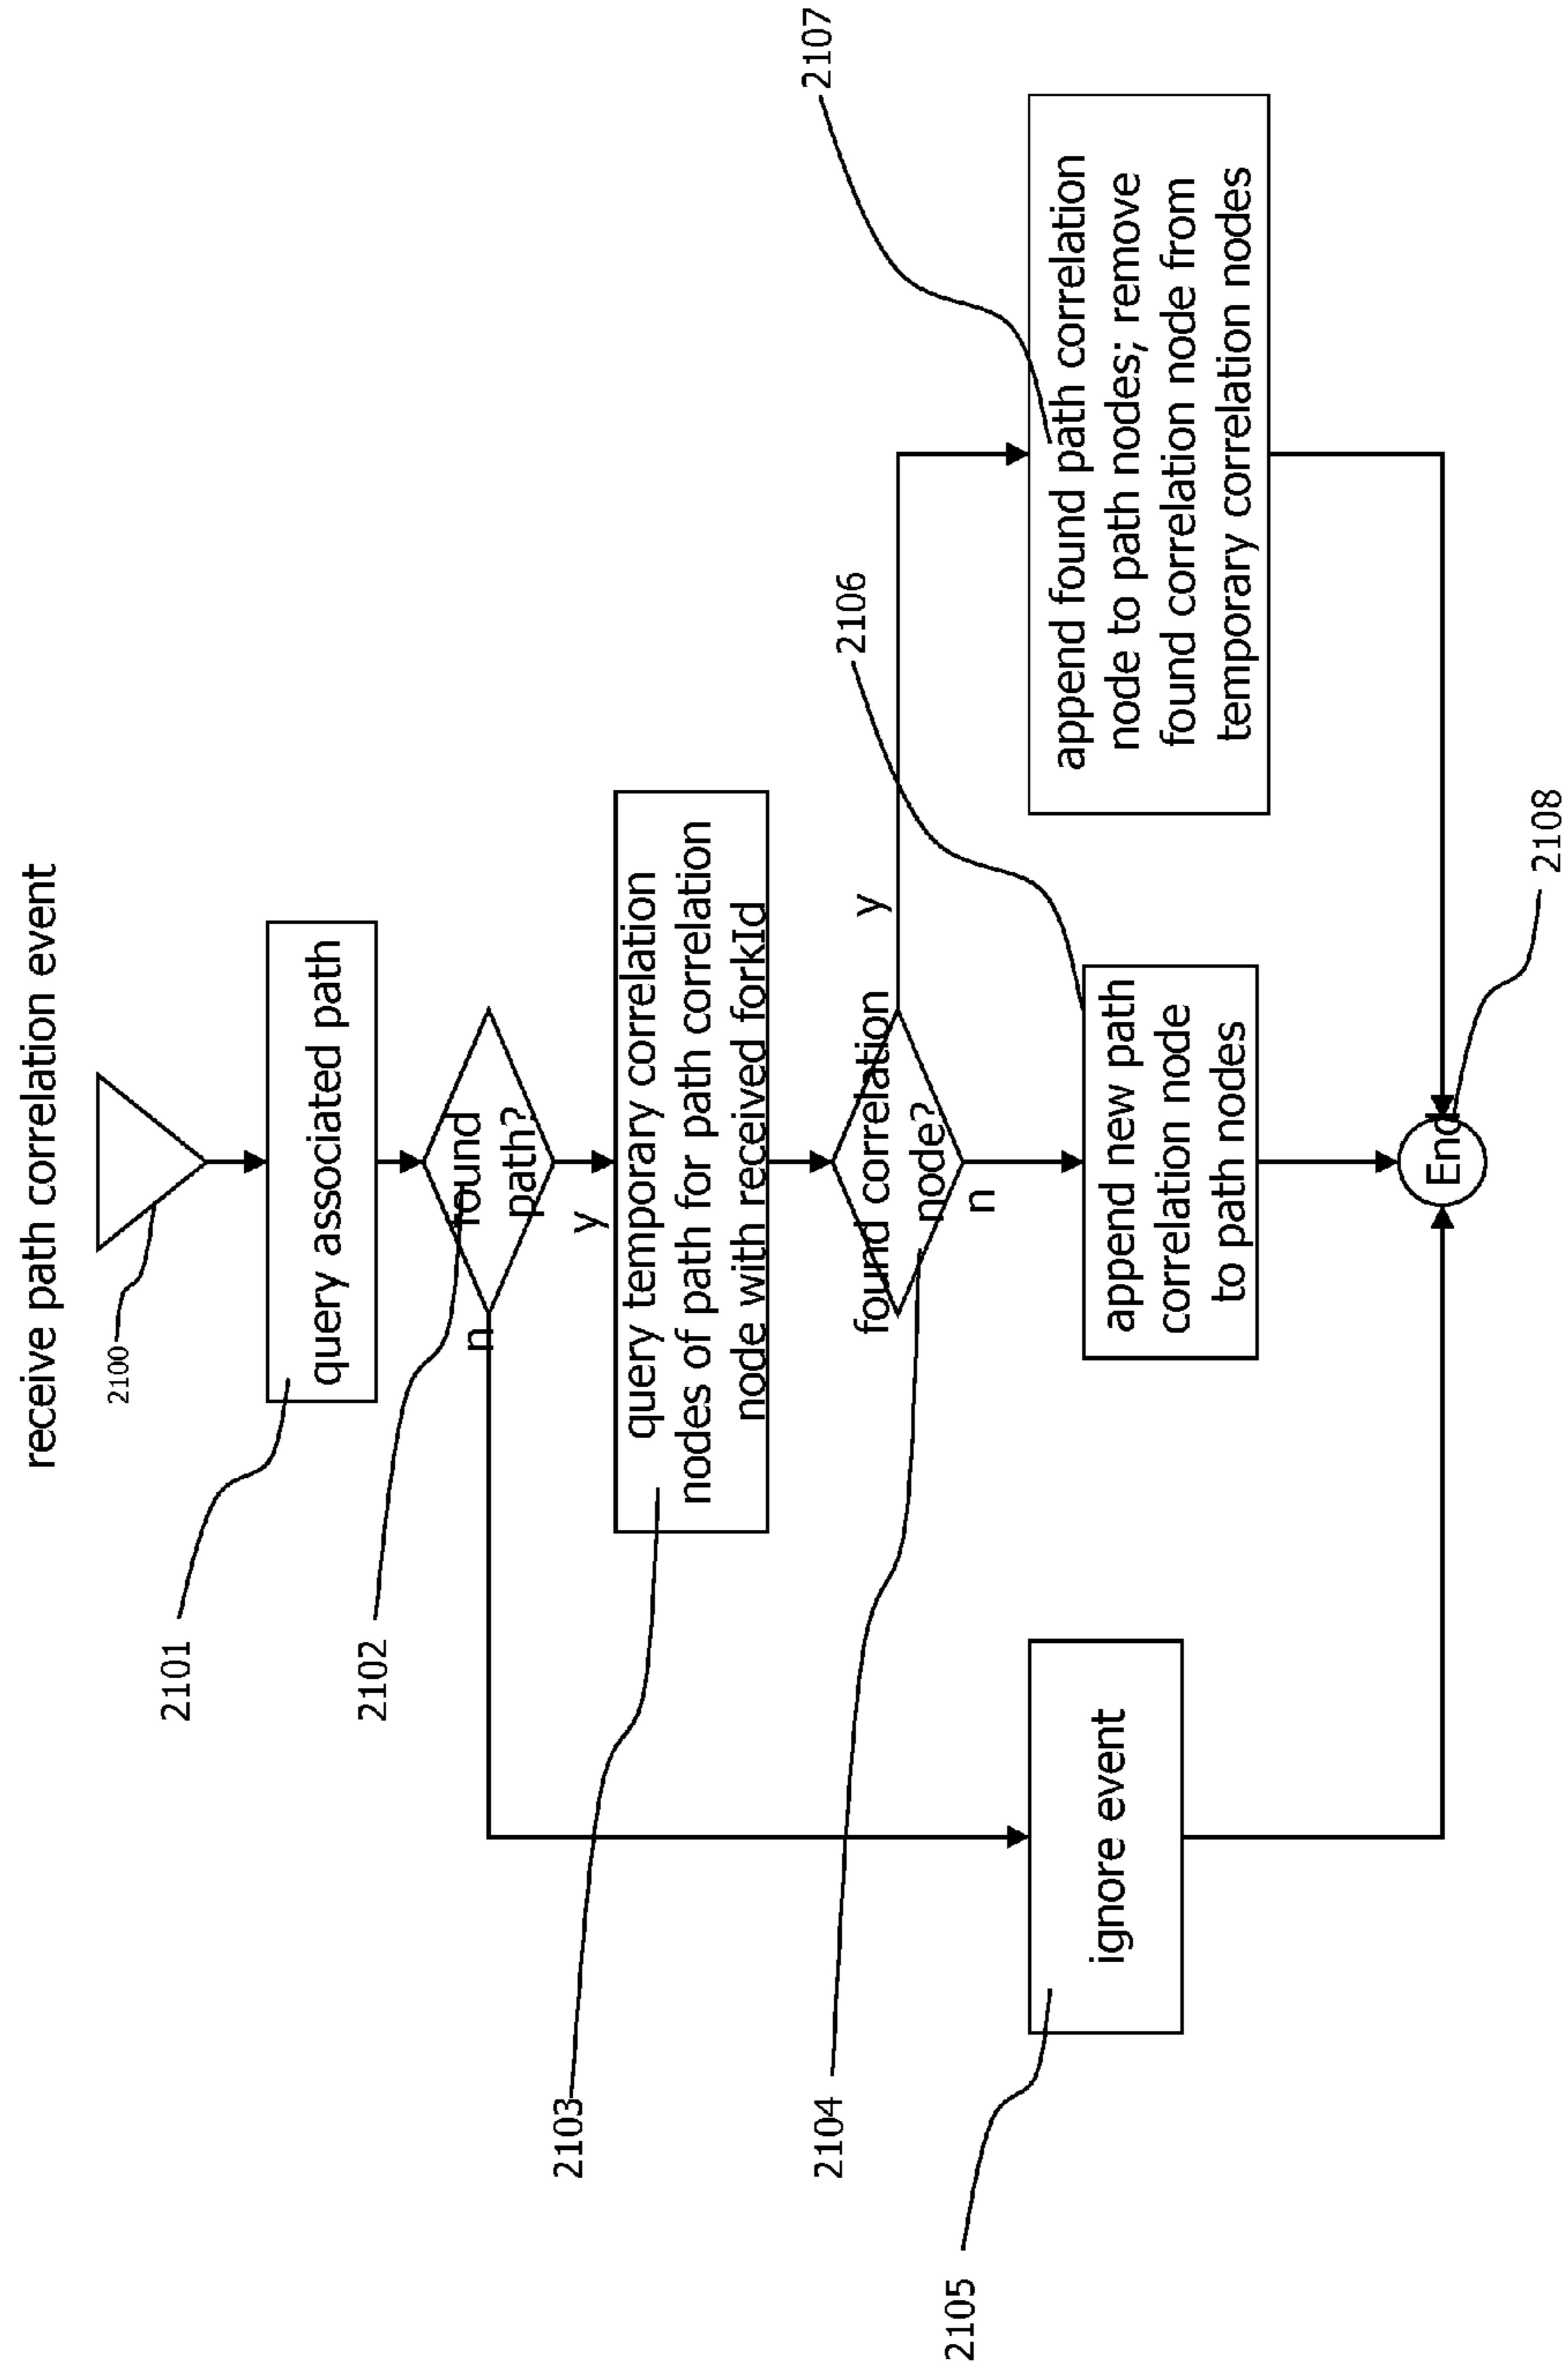 receive path correlation event
2100
2101
query associated path
2102
found
path?
n
y
2103
query temporary correlation
nodes of path for path correlation
node with received forkId
2104
found correlation
node?
y
n
2105
ignore event
2106
append new path
correlation node
to path nodes
2107
append found path correlation
node to path nodes; remove
found correlation node from
temporary correlation nodes
End
2108